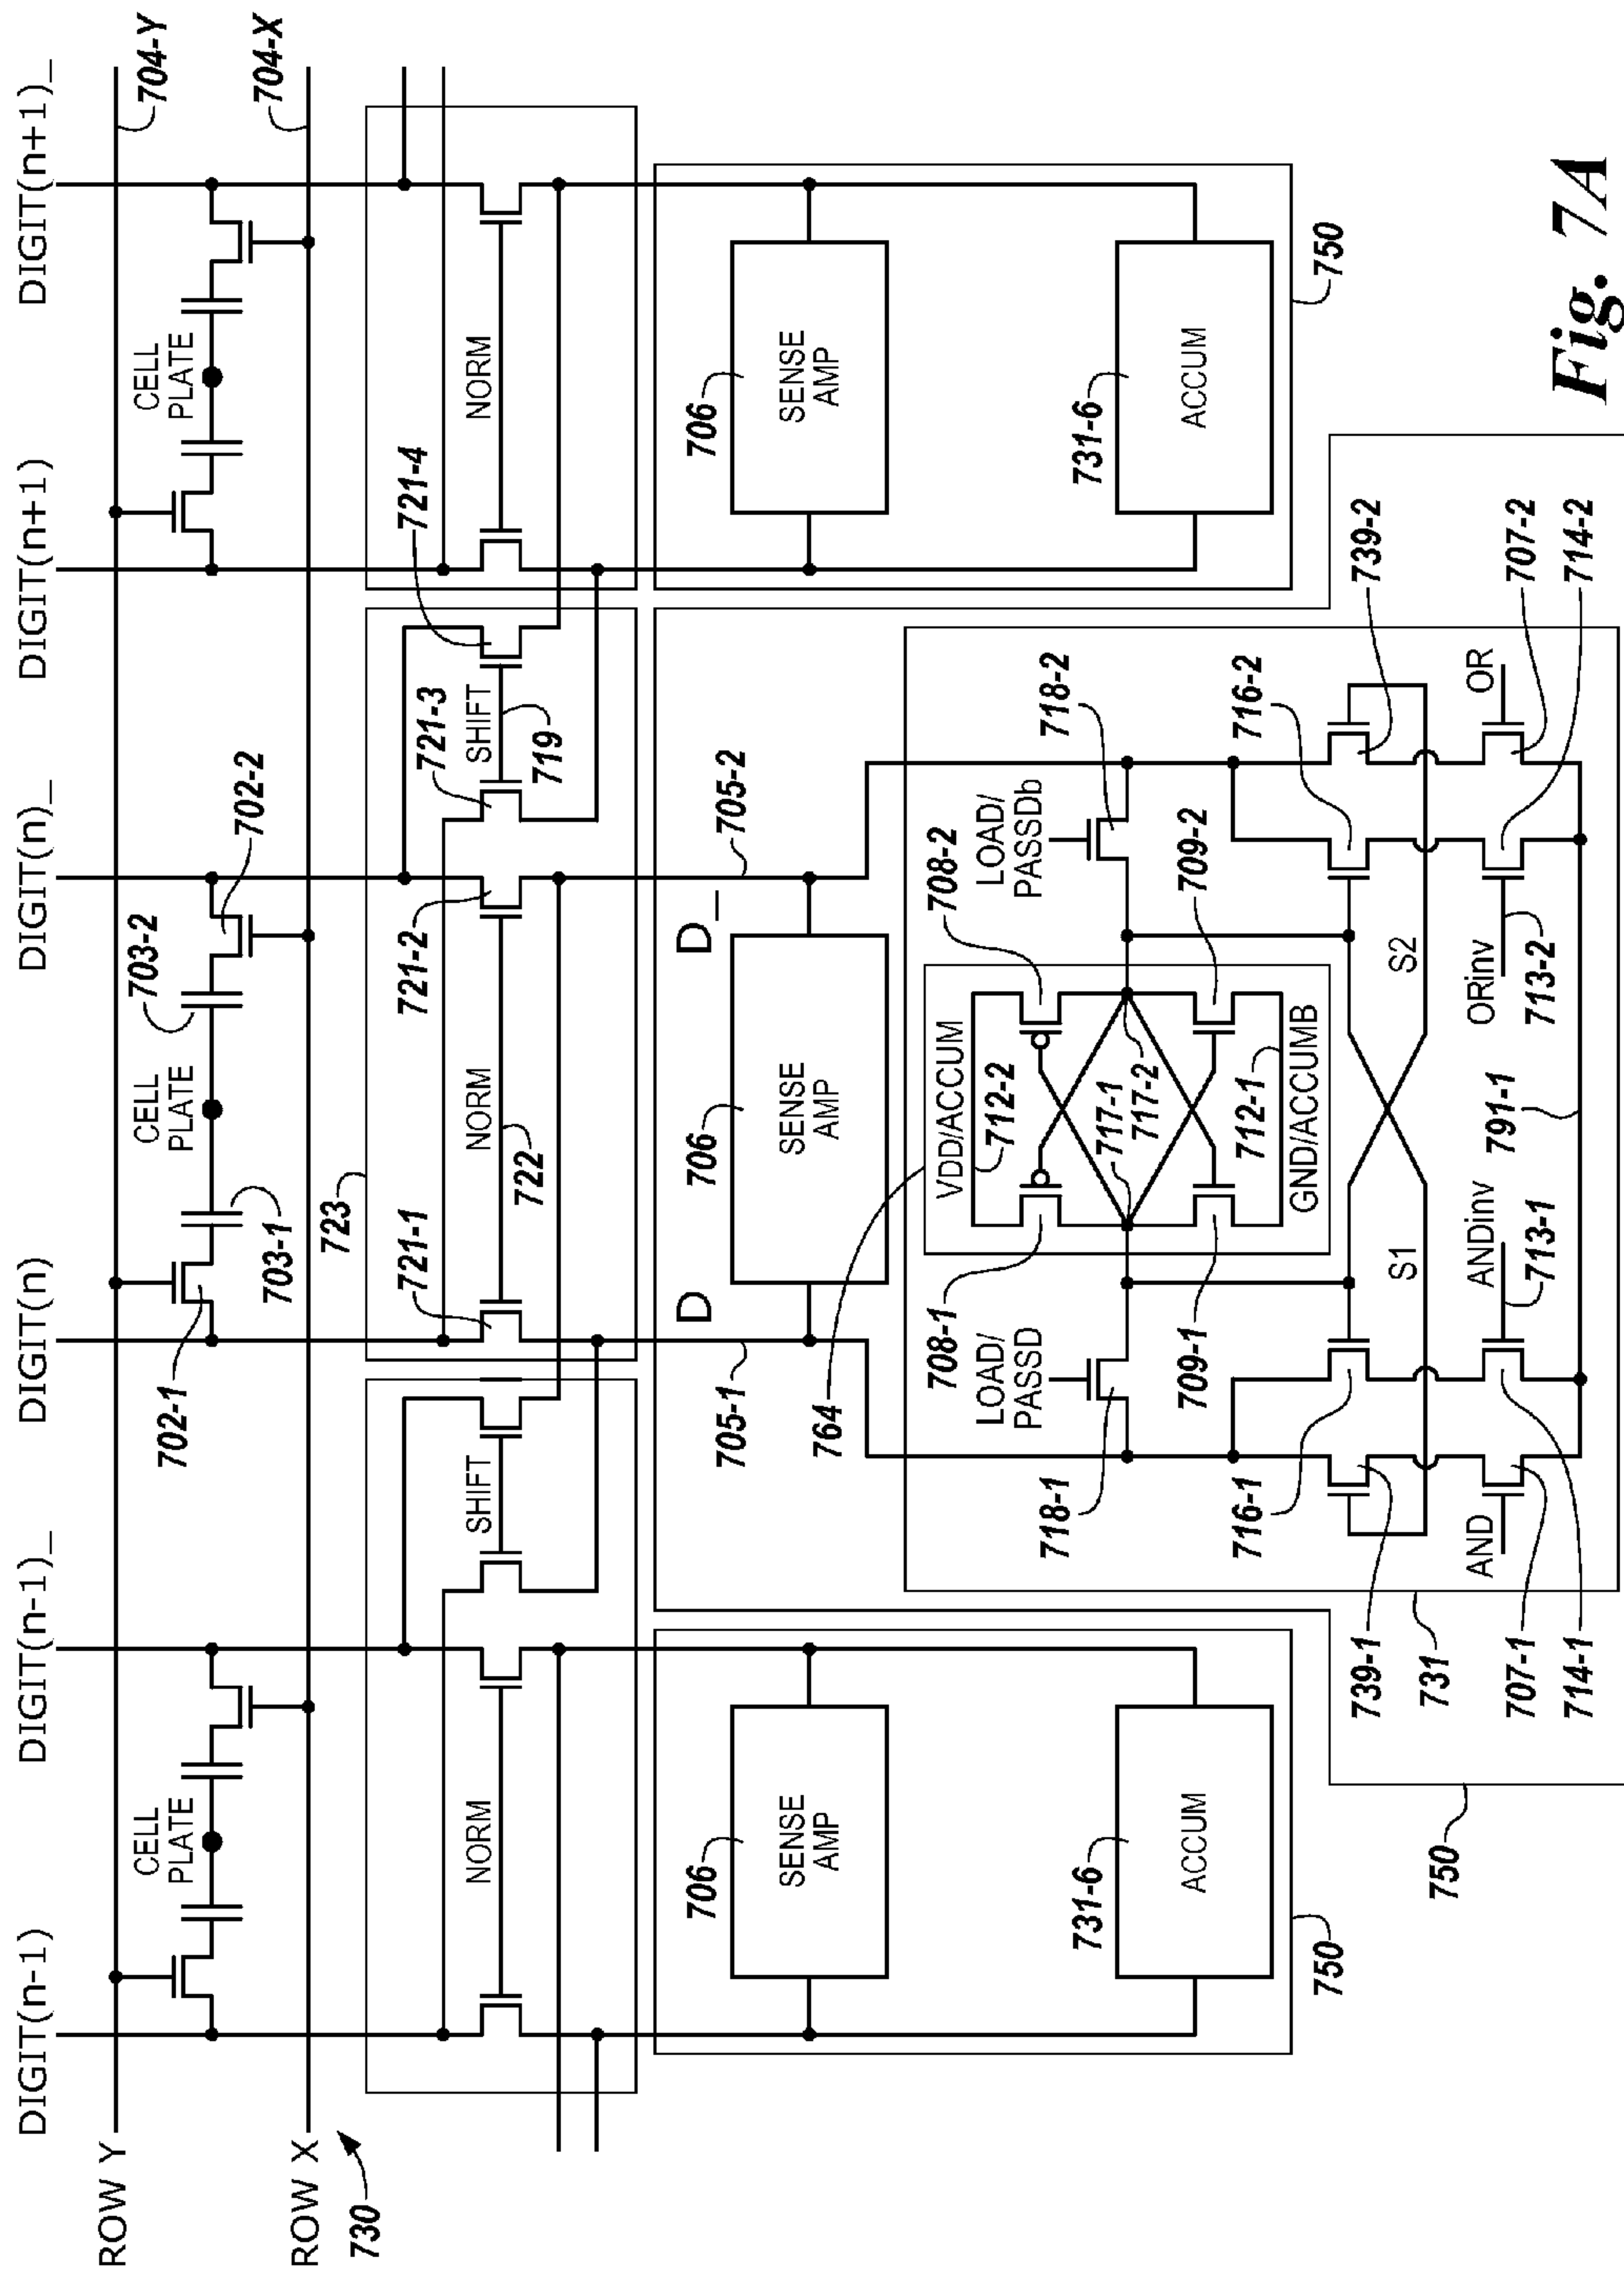 DIGIT(n-1)
DIGIT(n-1)_
DIGIT(n)
DIGIT(n)_
DIGIT(n+1)
DIGIT(n+1)_
ROW Y
704-Y
CELL
PLATE
CELL
PLATE
CELL
PLATE
702-1
703-1
703-2
702-2
ROW X
704-X
730
723
NORM
SHIFT
721-1
NORM
722
721-2
721-3
SHIFT
719
721-4
NORM
705-1
D
D_
705-2
706
SENSE
AMP
706
SENSE
AMP
706
SENSE
AMP
764
731-6
ACCUM
750
731-6
ACCUM
750
LOAD/
PASSD
718-1
708-1
VDD/ACCUM
712-2
708-2
LOAD/
PASSDb
718-2
717-1
717-2
709-1
712-1
GND/ACCUMB
709-2
716-1
716-2
S1
S2
739-1
739-2
731
AND
707-1
714-1
ANDinv
713-1
791-1
ORinv
713-2
OR
707-2
714-2
750
Fig. 7A